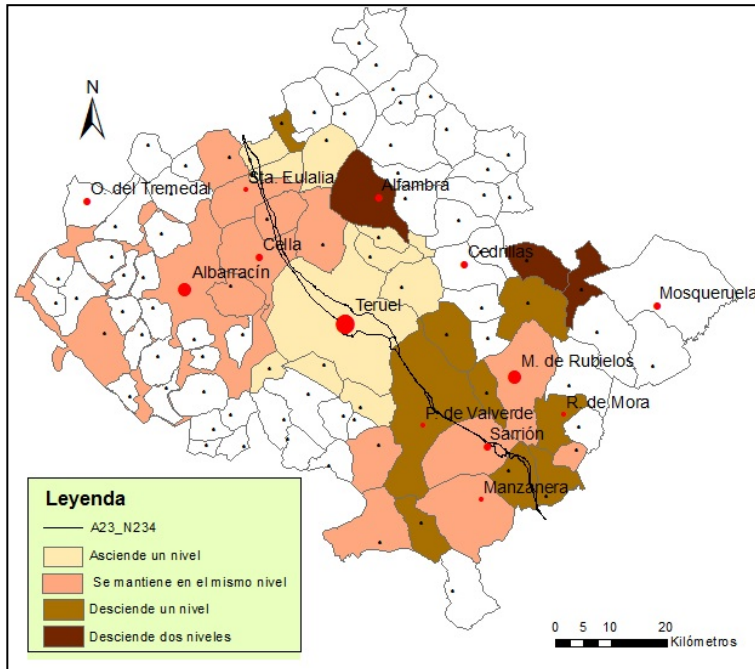 N
Sta. Eulalia
O. del Tremedal
Alfambra
Cella
Cedrillas
Albarracín
Mosqueruela
Teruel
M. de Rubielos
P. de Valverde
R. de Mora
Sarrión
Manzanera
Leyenda
A23_N234
Asciende un nivel
Se mantiene en el mismo nivel
Desciende un nivel
Desciende dos niveles
0 5 10 20
Kilómetros